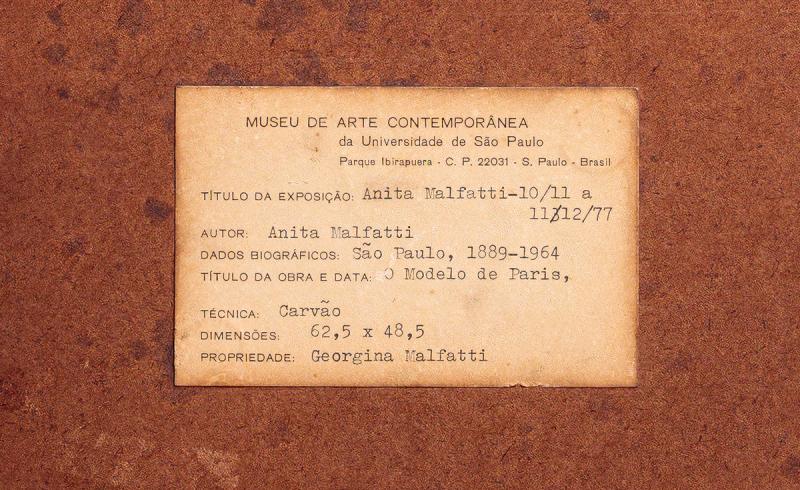 MUSEU DE ARTE CONTEMPORÂNEA
da Universidade de São Paulo
Parque Ibirapuera - C. P. 22031 - S. Paulo - Brasil
TÍTULO DA EXPOSIÇÃO: Anita Malfatti-10/11 a
11/12/77
AUTOR: Anita Malfatti
DADOS BIOGRÁFICOS: São Paulo, 1889-1964
TÍTULO DA OBRA E DATA: O Modelo de Paris,
TÉCNICA: Carvão
DIMENSÕES: 62,5 x 48,5
PROPRIEDADE: Georgina Malfatti